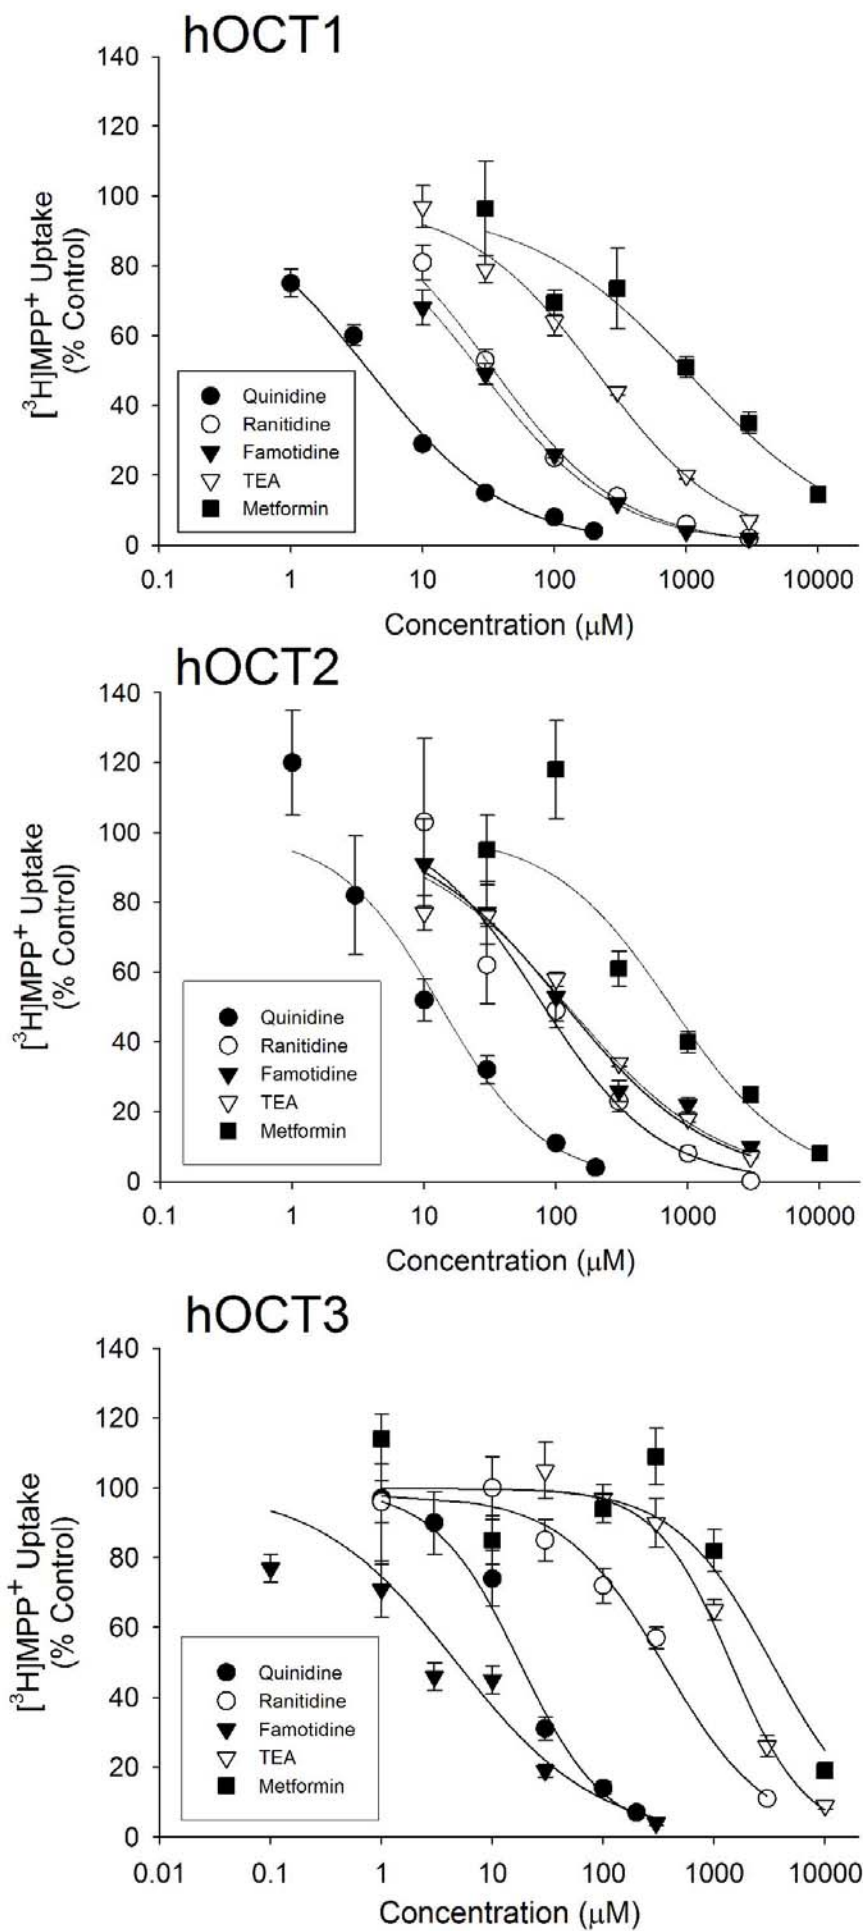 hOCT1
140
120
100
80
60
40
20
0
[³H]MPP⁺ Uptake
(% Control)
Quinidine
Ranitidine
Famotidine
TEA
Metformin
0.1 1 10 100 1000 10000
Concentration (μM)
hOCT2
140
120
100
80
60
40
20
0
[³H]MPP⁺ Uptake
(% Control)
Quinidine
Ranitidine
Famotidine
TEA
Metformin
0.1 1 10 100 1000 10000
Concentration (μM)
hOCT3
140
120
100
80
60
40
20
0
[³H]MPP⁺ Uptake
(% Control)
Quinidine
Ranitidine
Famotidine
TEA
Metformin
0.01 0.1 1 10 100 1000 10000
Concentration (μM)